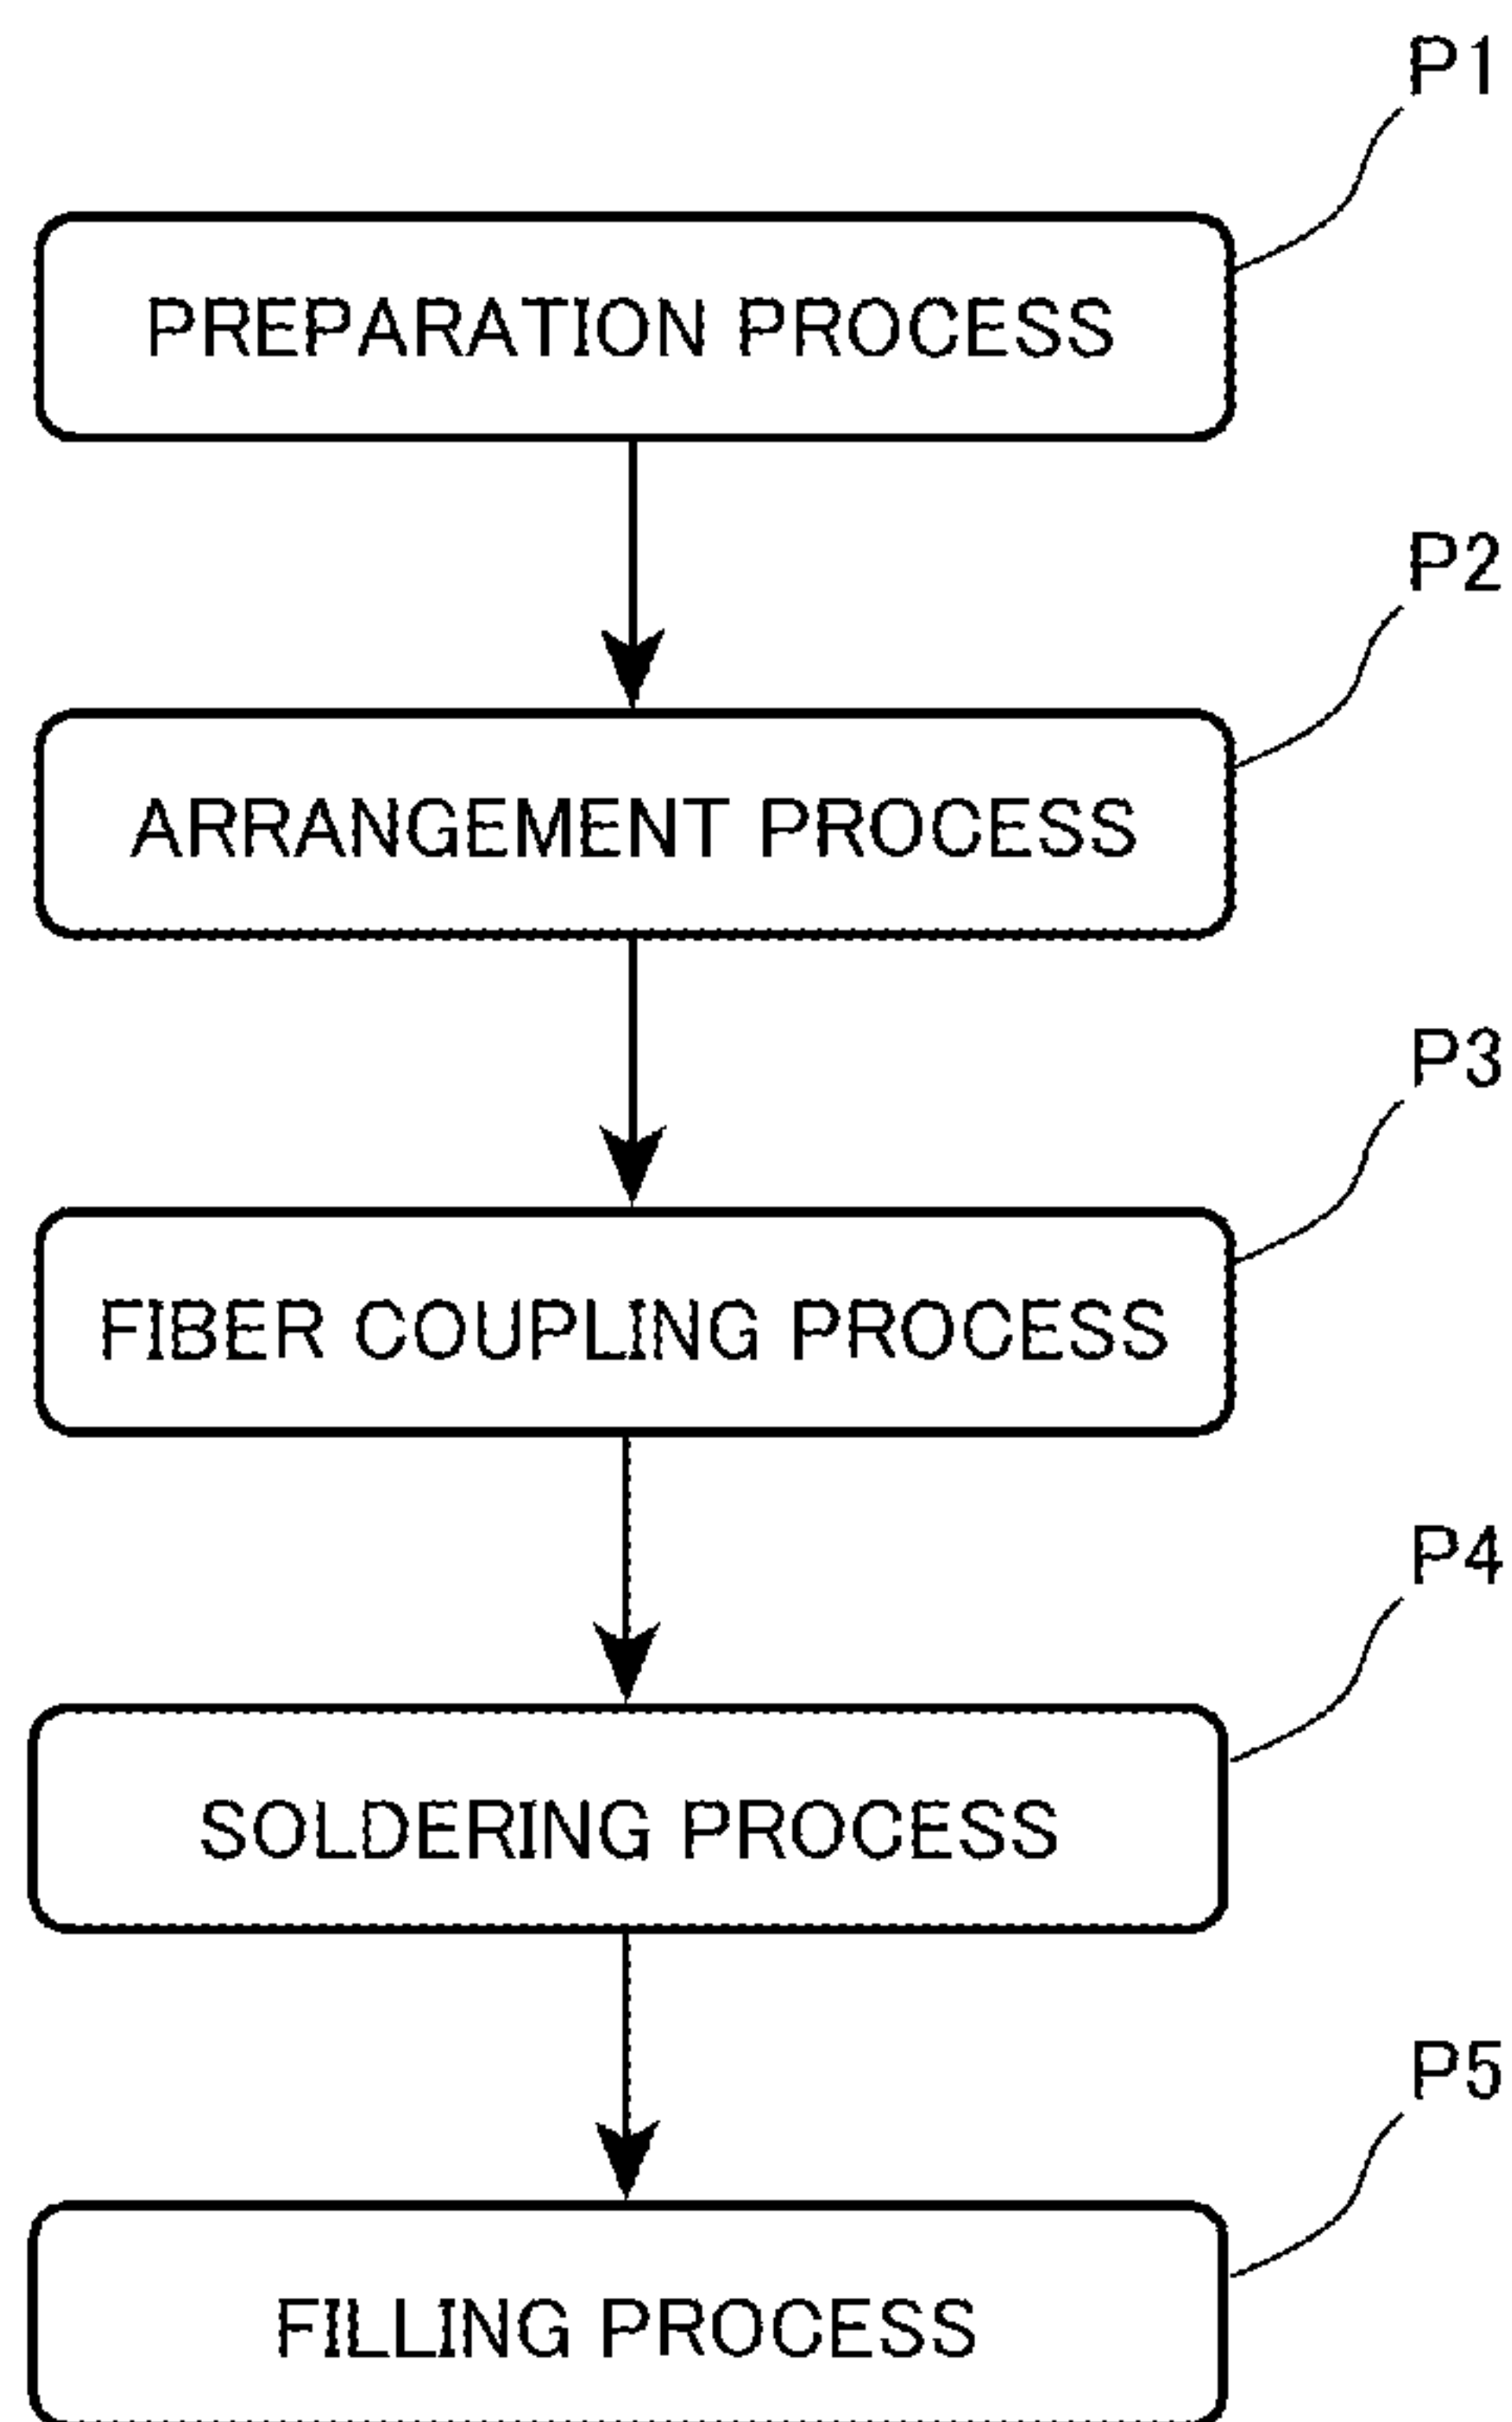 P1
PREPARATION PROCESS
P2
ARRANGEMENT PROCESS
P3
FIBER COUPLING PROCESS
P4
SOLDERING PROCESS
P5
FILLING PROCESS